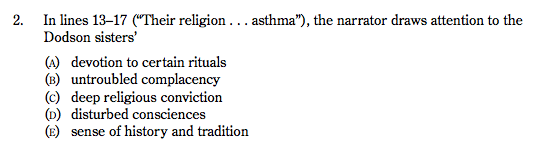 2. In lines 13–17 (“Their religion . . . asthma”), the narrator draws attention to the
Dodson sisters’
(A) devotion to certain rituals
(B) untroubled complacency
(C) deep religious conviction
(D) disturbed consciences
(E) sense of history and tradition